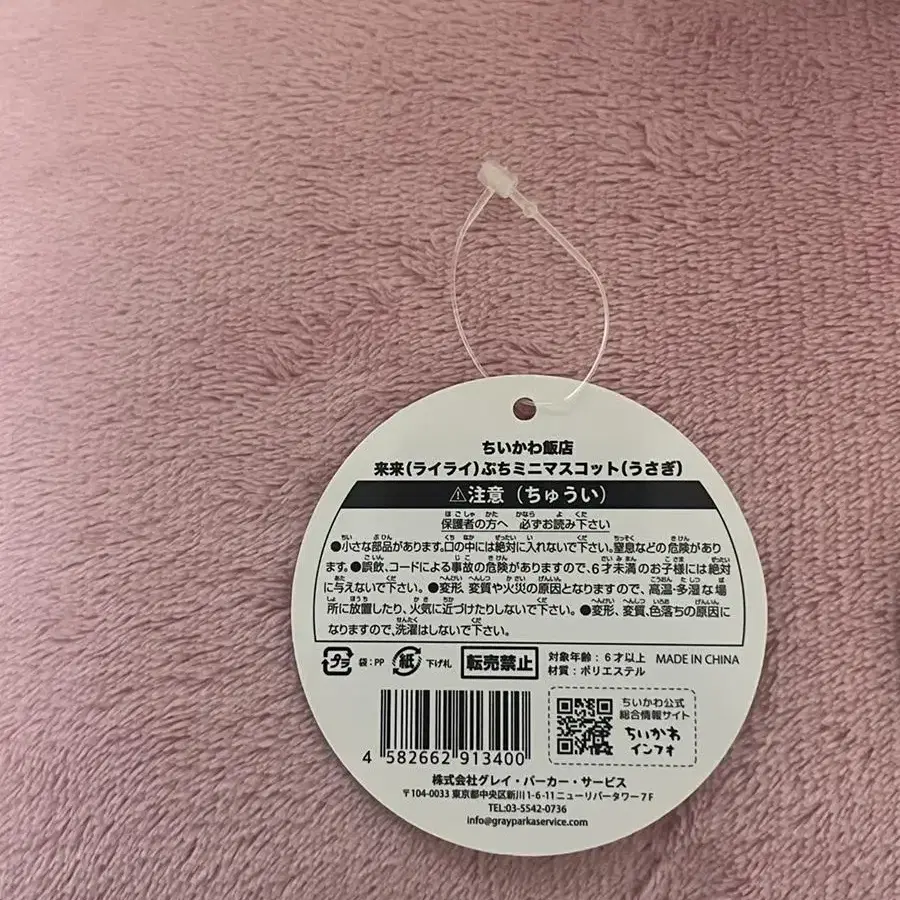 ちいかわ飯店
来来(ライライ)ぷちミニマスコット(うさぎ)
⚠注意(ちゅうい)
保護者の方へ 必ずお読み下さい
●小さな部品があります。口の中には絶対に入れないで下さい。窒息などの危険があり
ます。●誤飲、コードによる事故の危険がありますので、6才未満のお子様には絶対
に与えないで下さい。●変形、変質や火災の原因となりますので、高温・多湿な場
所に放置したり、火気に近づけたりしないで下さい。●変形、変質、色落ちの原因に
なりますので、洗濯はしないで下さい。
プラ 袋:PP 紙 下げ札 転売禁止 対象年齢:6才以上 MADE IN CHINA
材質:ポリエステル
ちいかわ公式
総合情報サイト
ちいかわ
インフォ
4 582662 913400
株式会社グレイ・パーカー・サービス
〒104-0033 東京都中央区新川1-6-11ニューリバータワー7F
TEL:03-5542-0736
info@grayparkaservice.com